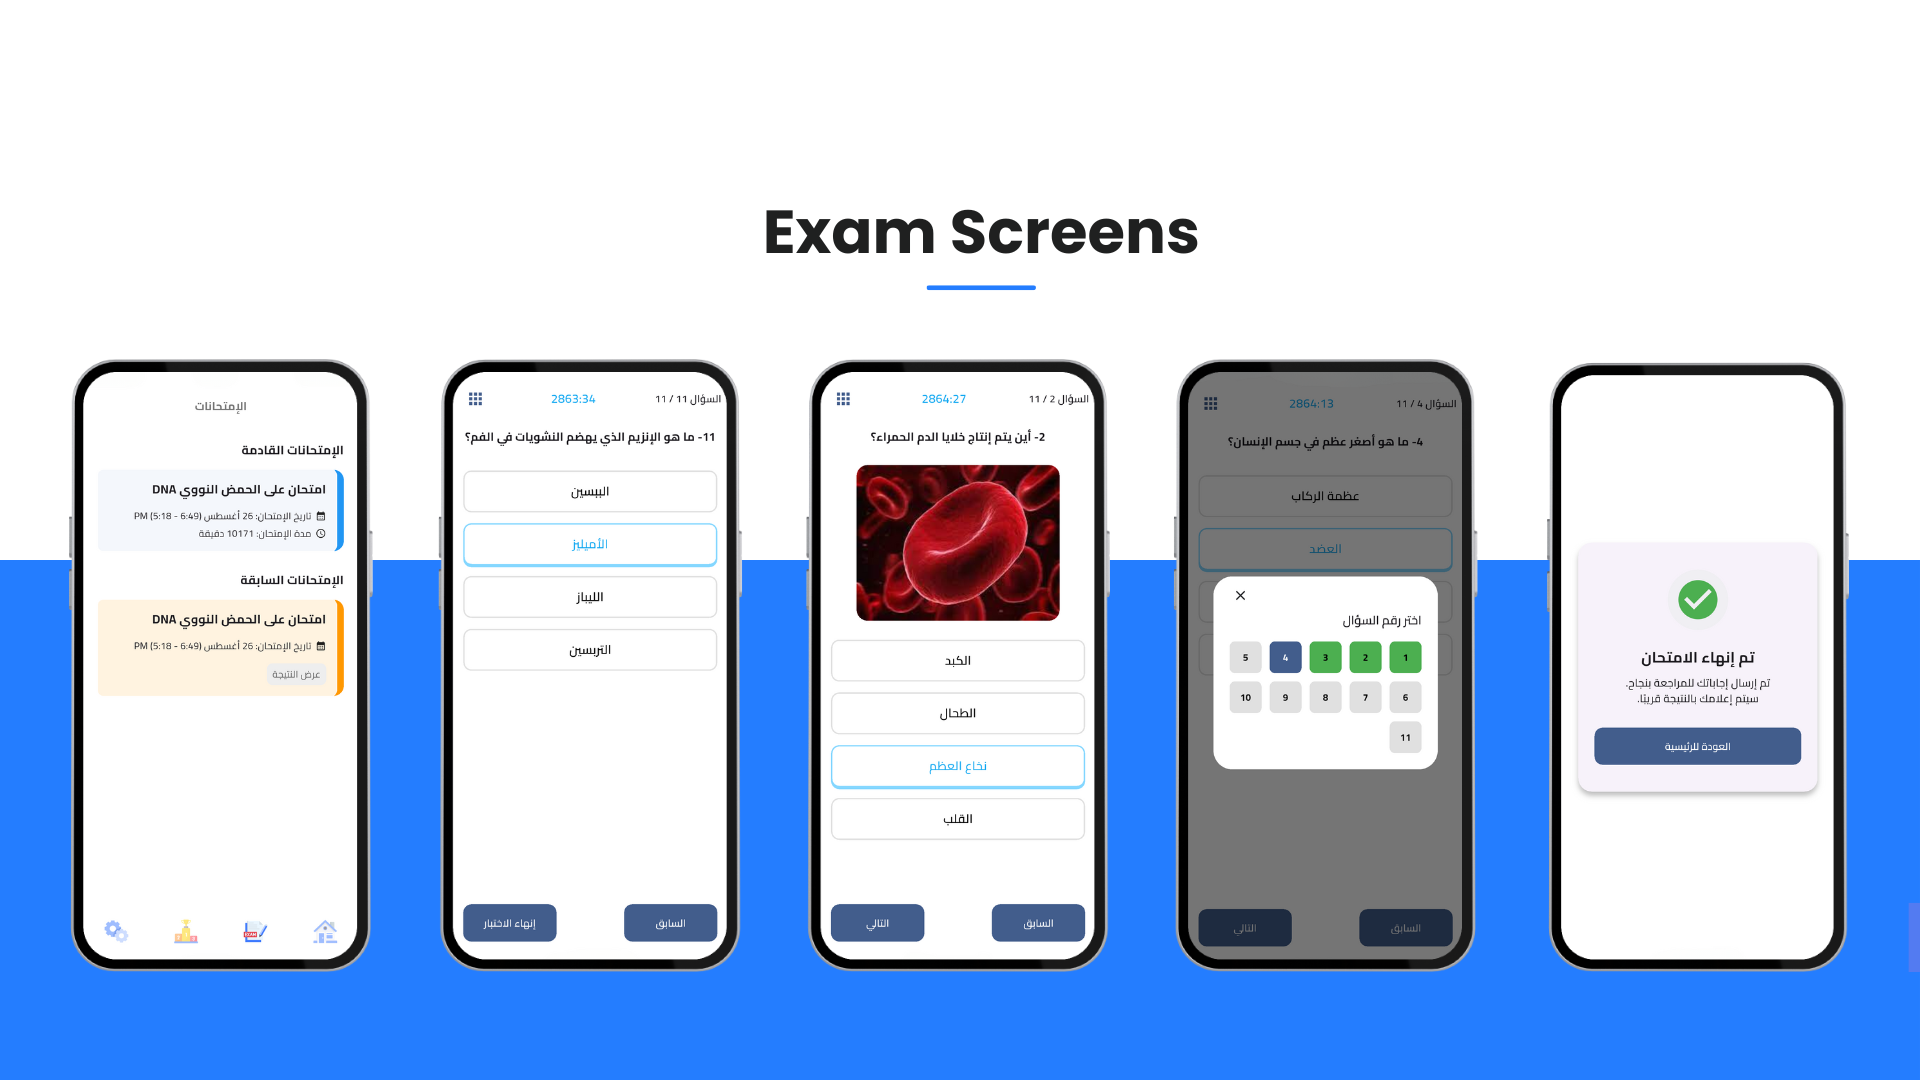 Exam Screens
الإمتحانات
الإمتحانات القادمة
امتحان على الحمض النووي DNA
تاريخ الإمتحان: 26 أغسطس (6:49 - 5:18) PM
مدة الإمتحان: 10171 دقيقة
الإمتحانات السابقة
امتحان على الحمض النووي DNA
تاريخ الإمتحان: 26 أغسطس (6:49 - 5:18) PM
عرض النتيجة
EXAM
السؤال 11 / 11
2863:34
11- ما هو الإنزيم الذي يهضم النشويات في الفم؟
الببسين
الأميليز
الليباز
التربسين
السابق
إنهاء الاختبار
السؤال 2 / 11
2864:27
2- أين يتم إنتاج خلايا الدم الحمراء؟
الكبد
الطحال
نخاع العظم
القلب
السابق
التالي
السؤال 4 / 11
2864:13
4- ما هو أصغر عظم في جسم الإنسان؟
عظمة الركاب
العضد
اختر رقم السؤال
1 2 3 4 5
6 7 8 9 10
11
السابق
التالي
تم إنهاء الامتحان
تم إرسال إجاباتك للمراجعة بنجاح.
سيتم إعلامك بالنتيجة قريبًا.
العودة للرئيسية